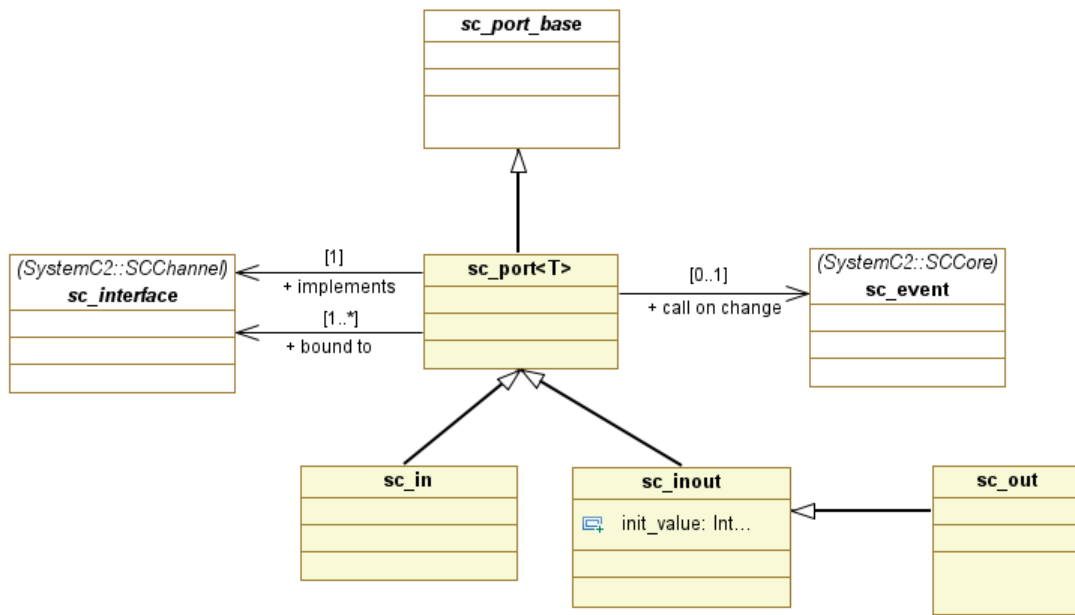 sc_port_base
(SystemC2::SCChannel)
sc_interface
[1]
+ implements
[1..*]
+ bound to
sc_port<T>
[0..1]
+ call on change
(SystemC2::SCCore)
sc_event
sc_in
sc_inout
init_value: Int...
sc_out